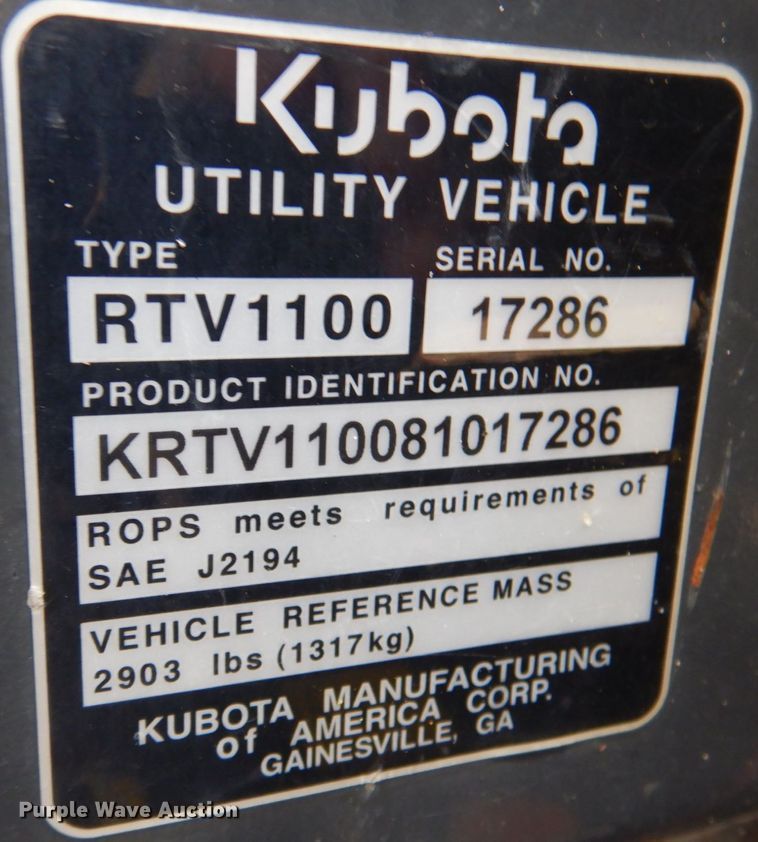 Kubota
UTILITY VEHICLE
TYPE SERIAL NO.
RTV1100 17286
PRODUCT IDENTIFICATION NO.
KRTV110081017286
ROPS meets requirements of
SAE J2194
VEHICLE REFERENCE MASS
2903 lbs (1317kg)
KUBOTA MANUFACTURING
of AMERICA CORP.
GAINESVILLE, GA
Purple Wave Auction